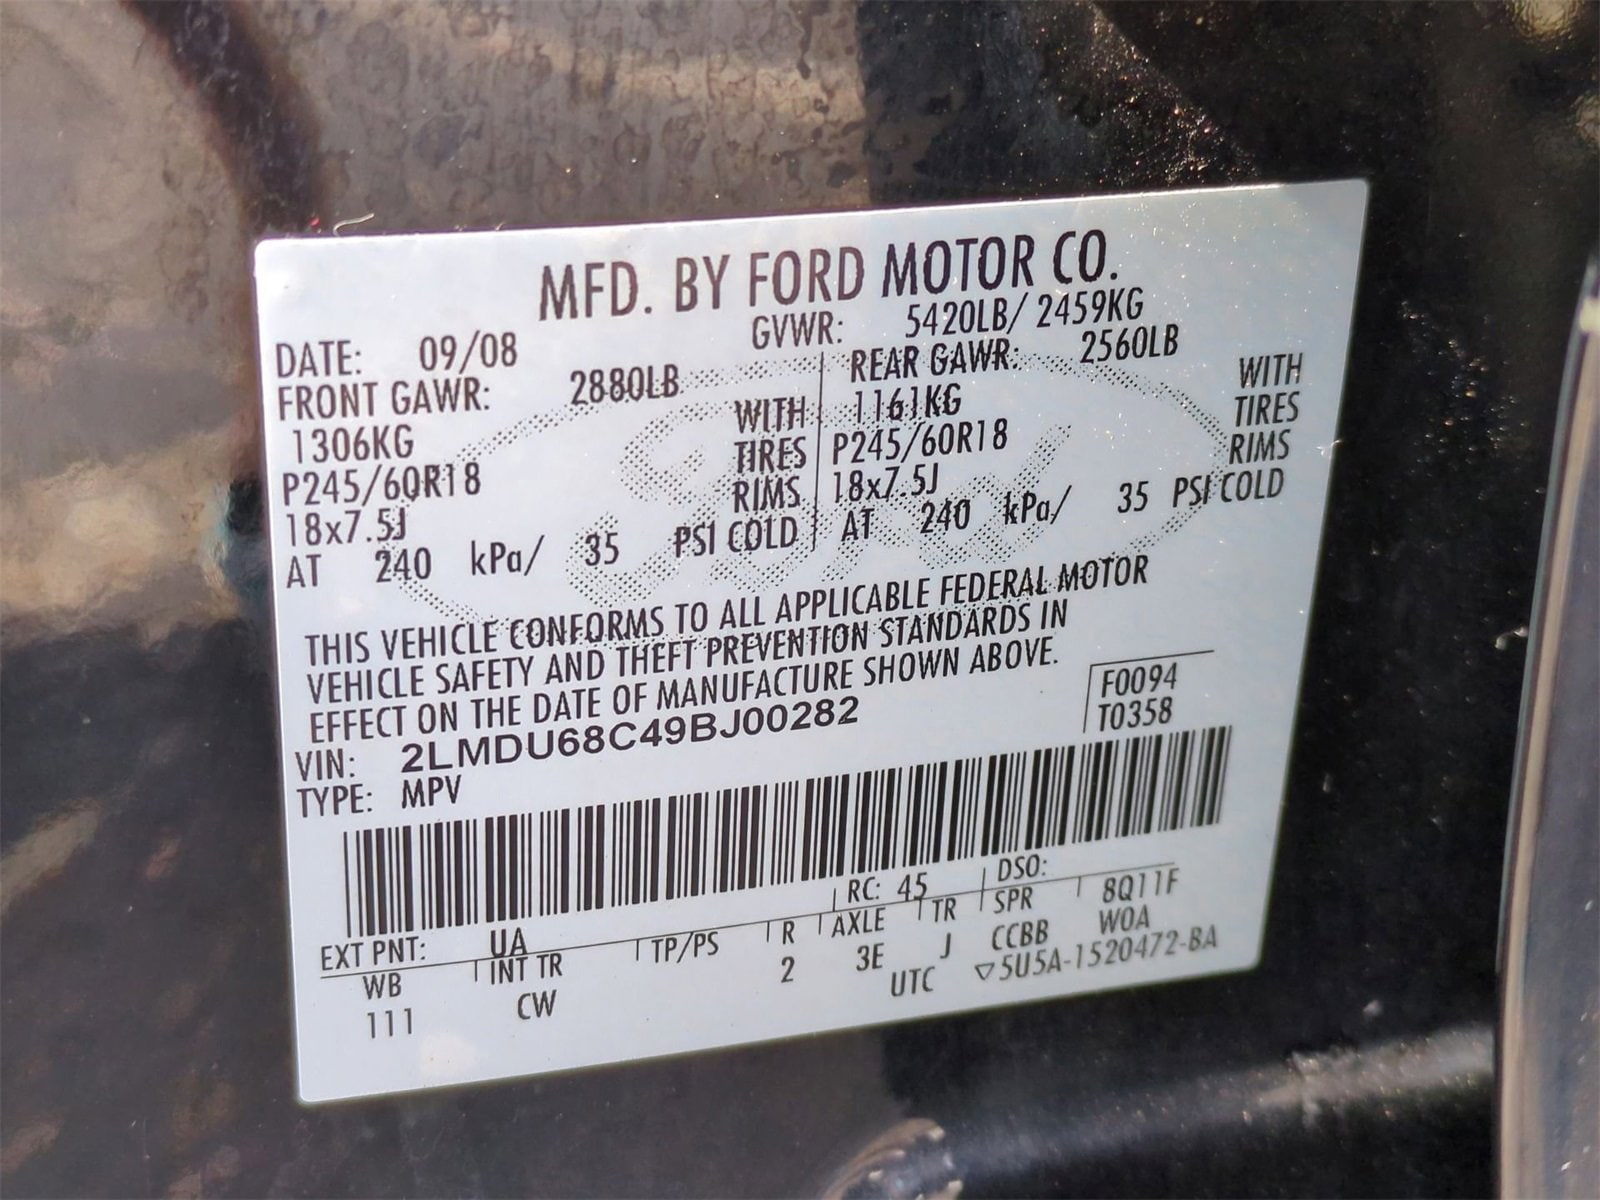 MFD. BY FORD MOTOR CO.
DATE: 09/08 GVWR: 5420LB/ 2459KG
FRONT GAWR: 2880LB REAR GAWR: 2560LB
1306KG WITH 1161KG WITH
P245/60R18 TIRES P245/60R18 TIRES
18x7.5J RIMS 18x7.5J RIMS
AT 240 kPa/ 35 PSI COLD AT 240 kPa/ 35 PSI COLD
THIS VEHICLE CONFORMS TO ALL APPLICABLE FEDERAL MOTOR
VEHICLE SAFETY AND THEFT PREVENTION STANDARDS IN
EFFECT ON THE DATE OF MANUFACTURE SHOWN ABOVE.
F0094
VIN: 2LMDU68C49BJ00282 T0358
TYPE: MPV
EXT PNT: UA RC: 45 DSO:
WB INT TR TP/PS R AXLE TR SPR 8Q11F
111 CW 2 3E J CCBB WOA
UTC ▽5U5A-1520472-BA